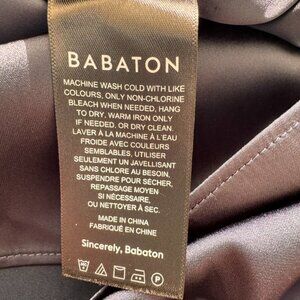 BABATON
MACHINE WASH COLD WITH LIKE
COLOURS, ONLY NON-CHLORINE
BLEACH WHEN NEEDED, HANG
TO DRY. WARM IRON ONLY
IF NEEDED, OR DRY CLEAN.
LAVER À LA MACHINE À L'EAU
FROIDE AVEC COULEURS
SEMBLABLES, UTILISER
SEULEMENT UN JAVELLISANT
SANS CHLORE AU BESOIN,
SUSPENDRE POUR SÉCHER,
REPASSAGE MOYEN
SI NÉCESSAIRE,
OU NETTOYER À SEC.
MADE IN CHINA
FABRIQUÉ EN CHINE
Sincerely, Babaton
P